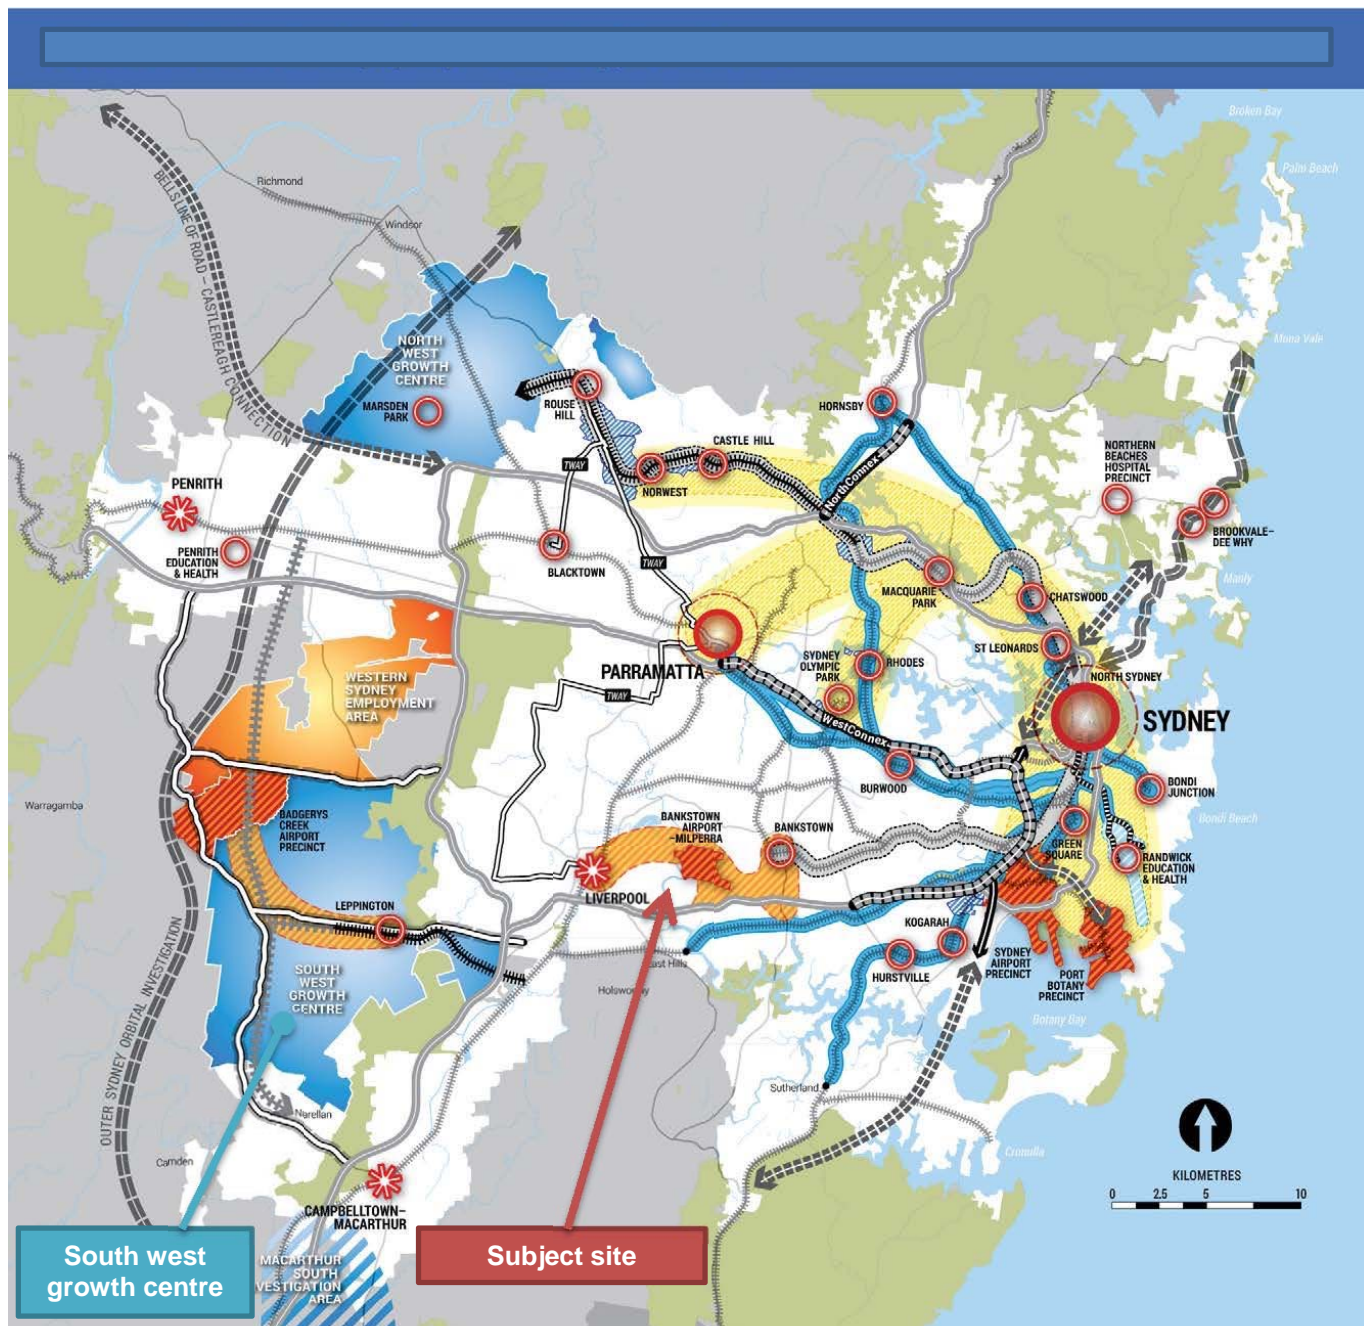 Broken Bay
Palm Beach
Richmond
BELLS LINE OF ROAD – CASTLEREAGH CONNECTION
Windsor
NORTH
WEST
GROWTH
CENTRE
Mona Vale
MARSDEN
PARK
ROUSE
HILL
HORNSBY
CASTLE HILL
NORTHERN
BEACHES
HOSPITAL
PRECINCT
TWAY
NORWEST
NorthConnex
PENRITH
BROOKVALE–
DEE WHY
PENRITH
EDUCATION
& HEALTH
BLACKTOWN
TWAY
MACQUARIE
PARK
CHATSWOOD
Manly
ST LEONARDS
PARRAMATTA
SYDNEY
OLYMPIC
PARK
RHODES
NORTH SYDNEY
WESTERN
SYDNEY
EMPLOYMENT
AREA
TWAY
WestConnex
SYDNEY
Warragamba
BURWOOD
BONDI
JUNCTION
BADGERYS
CREEK
AIRPORT
PRECINCT
BANKSTOWN
AIRPORT
–MILPERRA
BANKSTOWN
Bondi Beach
GREEN
SQUARE
RANDWICK
EDUCATION
& HEALTH
LIVERPOOL
LEPPINGTON
KOGARAH
OUTER SYDNEY ORBITAL INVESTIGATION
SOUTH
WEST
GROWTH
CENTRE
East Hills
Holsworthy
HURSTVILLE
SYDNEY
AIRPORT
PRECINCT
PORT
BOTANY
PRECINCT
Botany Bay
Sutherland
Narellan
Camden
Cronulla
KILOMETRES
0 2.5 5 10
CAMPBELLTOWN–
MACARTHUR
South west
growth centre
Subject site
MACARTHUR
SOUTH
VESTIGATION
AREA